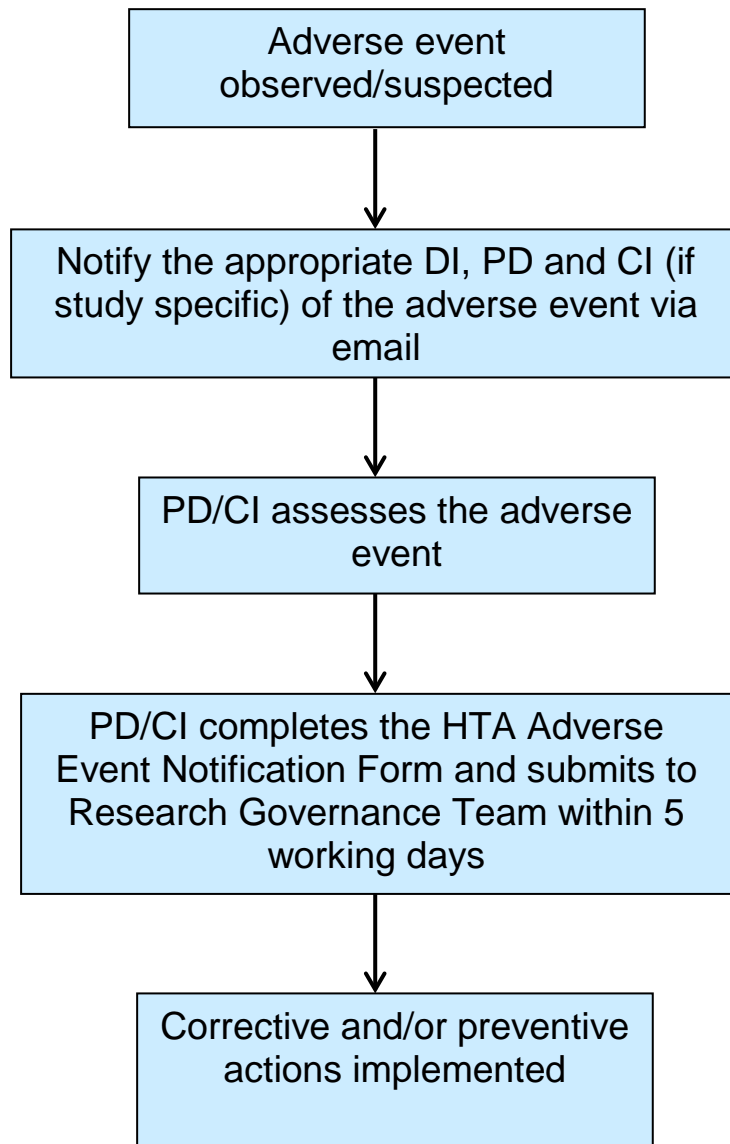 Adverse event
observed/suspected
Notify the appropriate DI, PD and CI (if
study specific) of the adverse event via
email
PD/CI assesses the adverse
event
PD/CI completes the HTA Adverse
Event Notification Form and submits to
Research Governance Team within 5
working days
Corrective and/or preventive
actions implemented